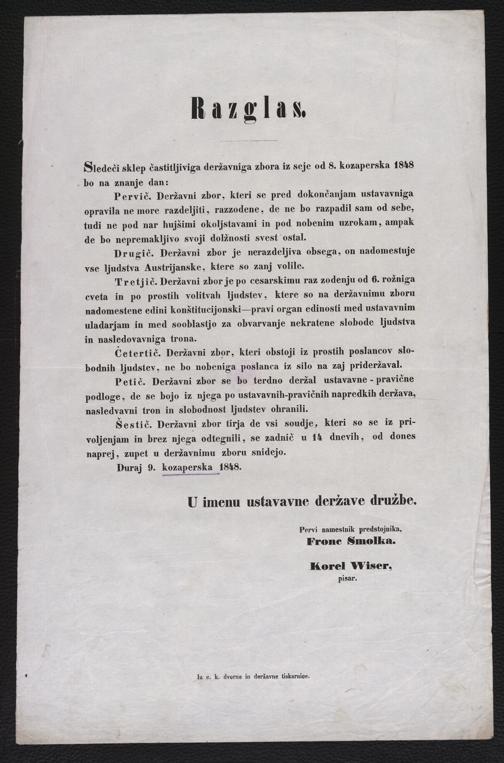 Razglas.
Sledeči sklep častitljiviga deržavniga zbora iz seje od 8. kozaperska 1848
bo na znanje dan:
Pervič. Deržavni zbor, kteri se pred dokončanjam ustavavniga
opravila ne more razdeljiti, razzodene, de ne bo razpadil sam od sebe,
tudi ne pod nar hujšimi okoljstavami in pod nobenim uzrokam, ampak
de bo nepremakljivo svoji dolžnosti svest ostal.
Drugič. Deržavni zbor je nerazdeljiva obsega, on nadomestuje
vse ljudstva Austrijanske, ktere so zanj volile.
Tretjič. Deržavni zbor je po cesarskimu raz zodenju od 6. rožniga
cveta in po prostih volitvah ljudstev, ktere so na deržavnimu zboru
nadomestene edini konštitucijonski—pravi organ edinosti med ustavnim
uladarjam in med sooblastjo za obvarvanje nekratene slobode ljudstva
in nasledovavniga trona.
Četertič. Deržavni zbor, kteri obstoji iz prostih poslancov slo-
bodnih ljudstev, ne bo nobeniga poslanca iz silo na zaj priderzaval.
Petič. Deržavni zbor se bo terdno deržal ustavavne - pravične
podloge, de se bojo iz njega po ustavavnih-pravičnih napredkih derzava,
nasledvavni tron in slobodnost ljudstev ohranili.
Šestič. Deržavni zbor tirja de vsi soudje, kteri so se iz pri-
voljenjam in brez njega odtegnili, se zadnič u 14 dnevih, od dones
naprej, zupet u deržavnimu zboru snidejo.
Dunaj 9. kozaperska 1848.
U imenu ustavavne deržave družbe.
Pervi namestnik predstojnika,
Fronc Smolka.
Korel Wiser,
pisar.
Iz c. k. dvorne in deržavne tiskarnice.